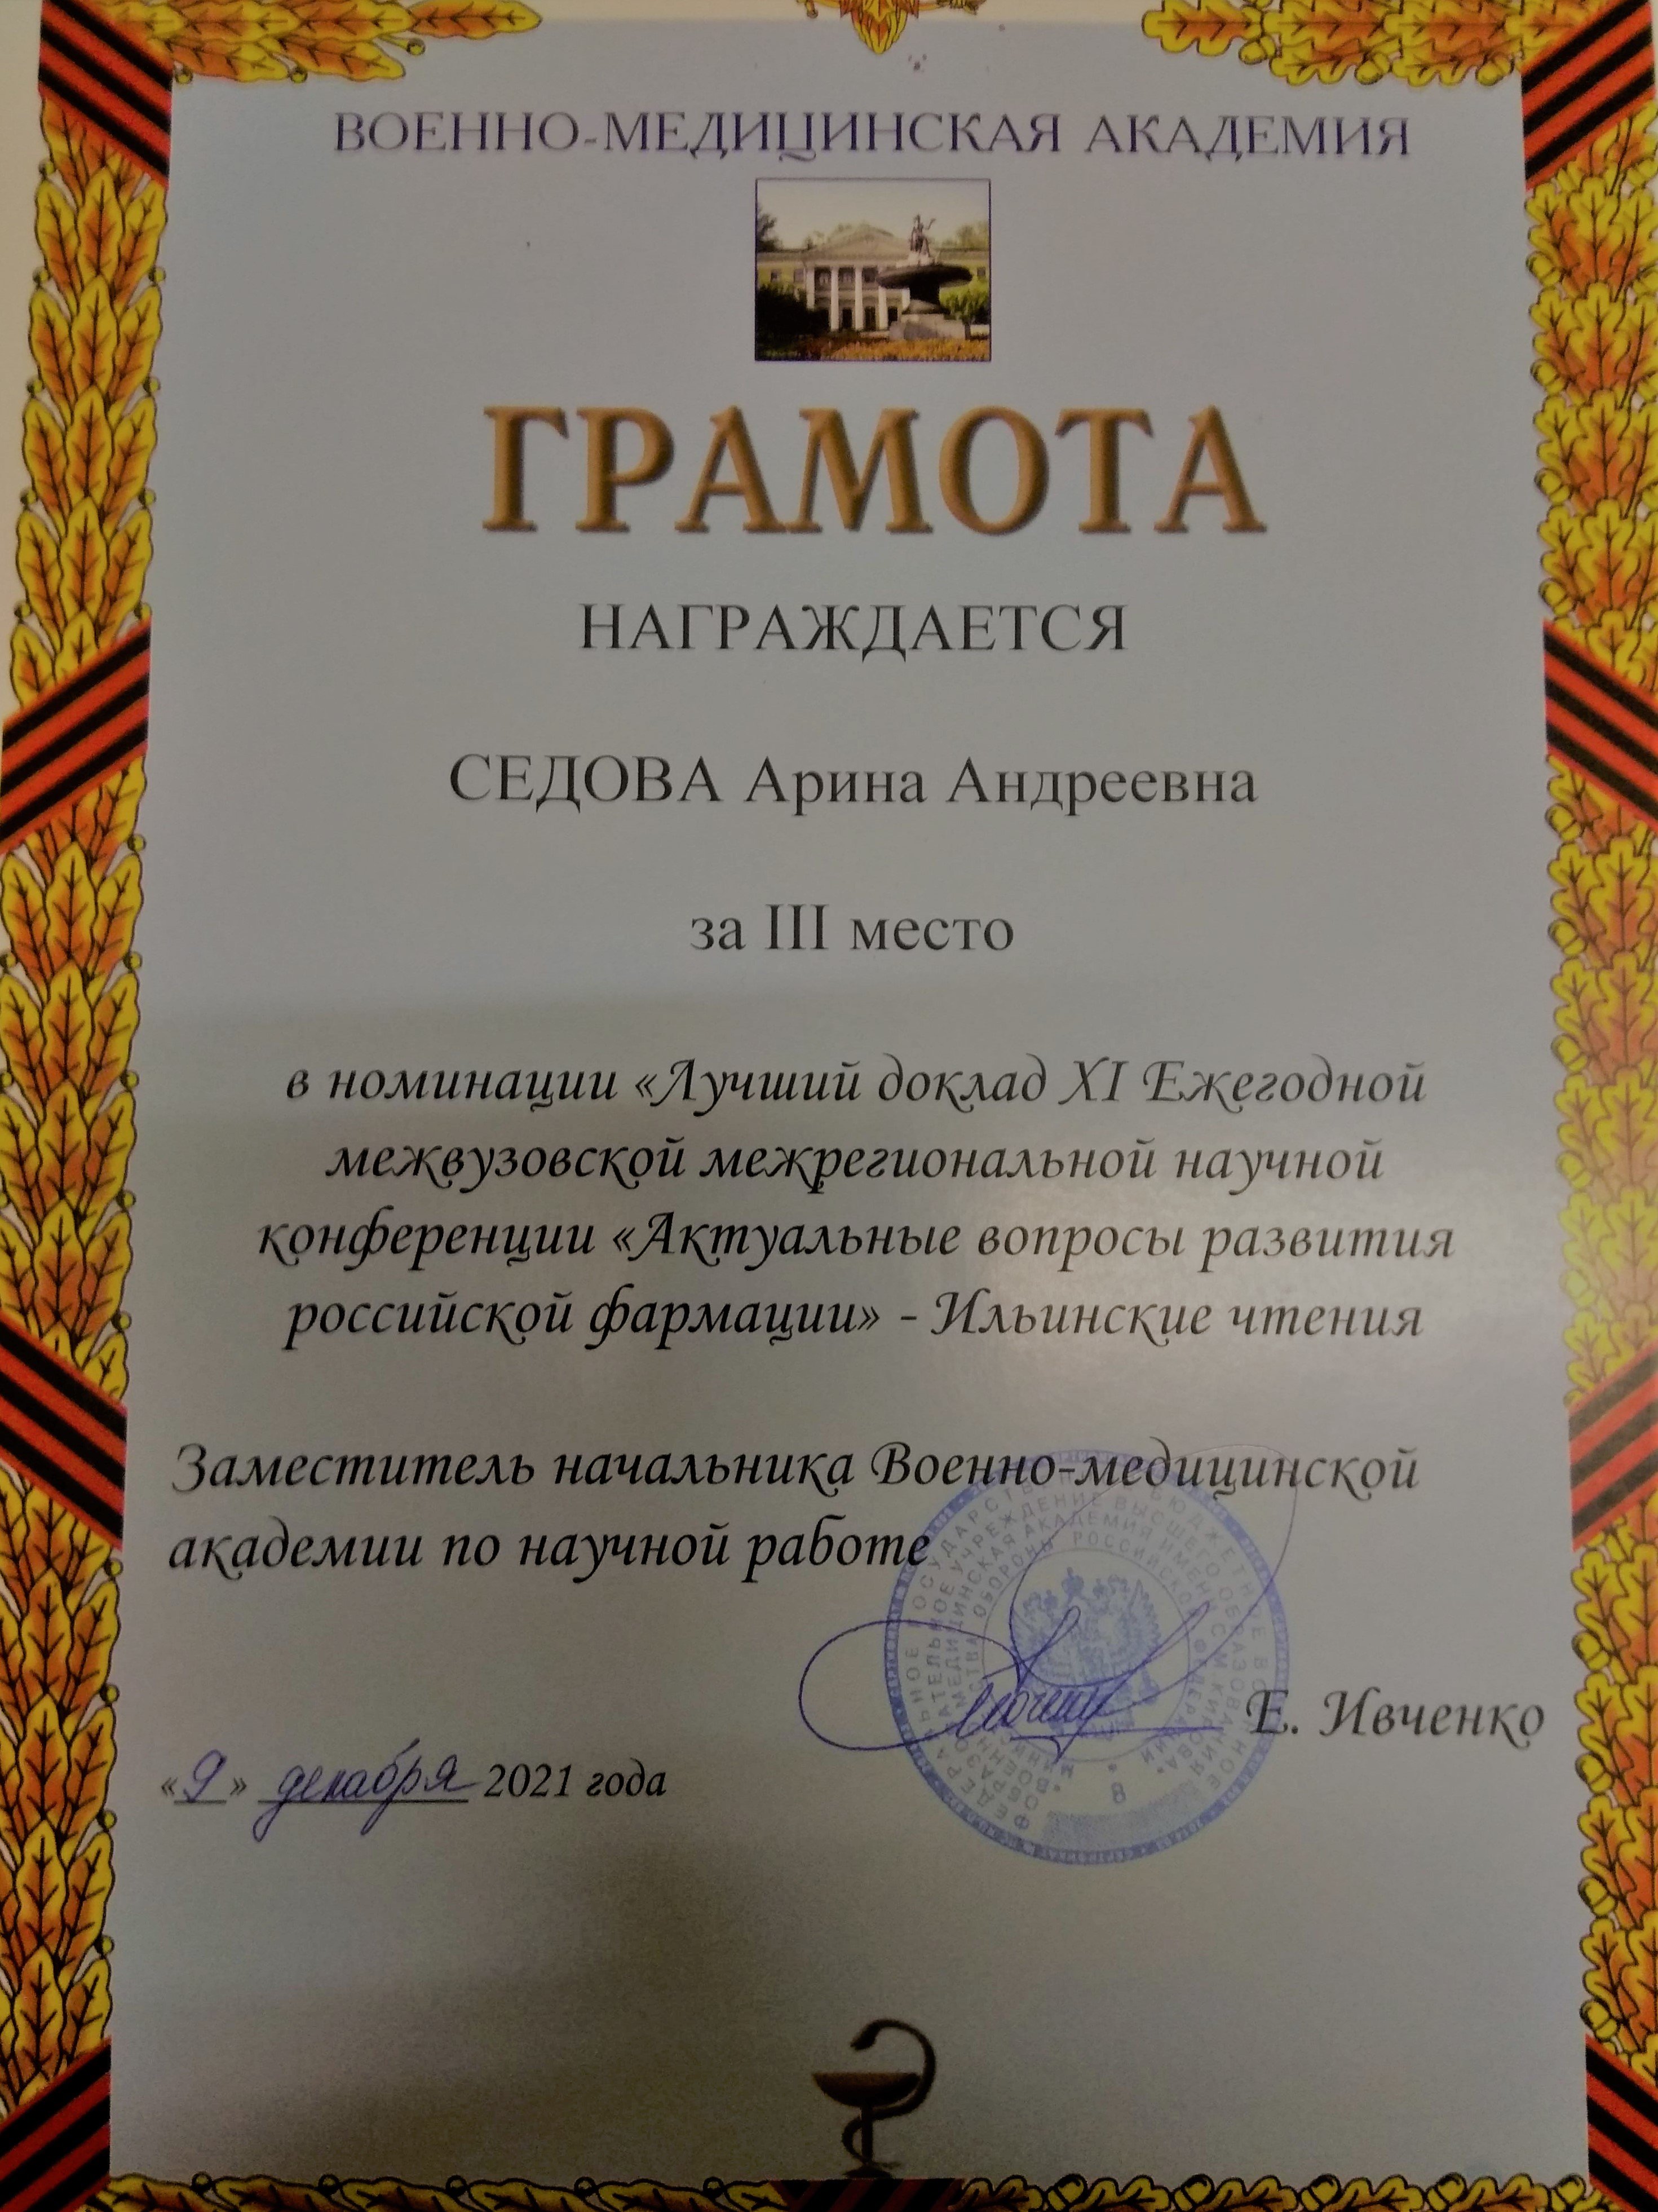 ВОЕННО-МЕДИЦИНСКАЯ АКАДЕМИЯ
ГРАМОТА
НАГРАЖДАЕТСЯ
СЕДОВА Арина Андреевна
за III место
в номинации «Лучший доклад XI Ежегодной
межвузовской межрегиональной научной
конференции «Актуальные вопросы развития
российской фармации» - Ильинские чтения
Заместитель начальника Военно-медицинской
академии по научной работе
Е. Ивченко
«9» декабря 2021 года
8